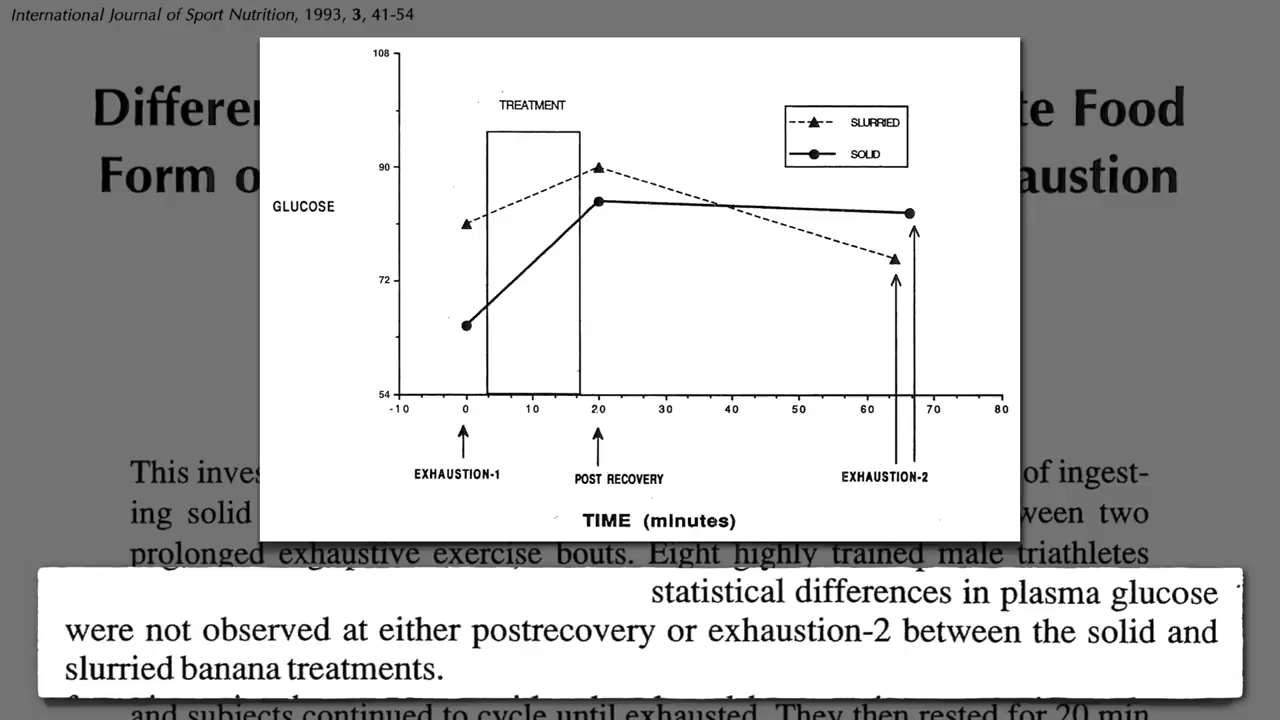 International Journal of Sport Nutrition, 1993, 3, 41-54
Form
108
TREATMENT
SLURRIED
SOLID
te Food
90
GLUCOSE
72
54
-10 0 10 20 30 40 50 60 70 80
EXHAUSTION-1
POST RECOVERY
EXHAUSTION-2
TIME (minutes)
This
of ingest-
ing solid
two
prolonged exhaustive exercise bouts. Eight highly trained male triathletes
statistical differences in plasma glucose
were not observed at either postrecovery or exhaustion-2 between the solid and
slurried banana treatments.
and subjects continued to cycle until exhausted. They then rested for 20 min